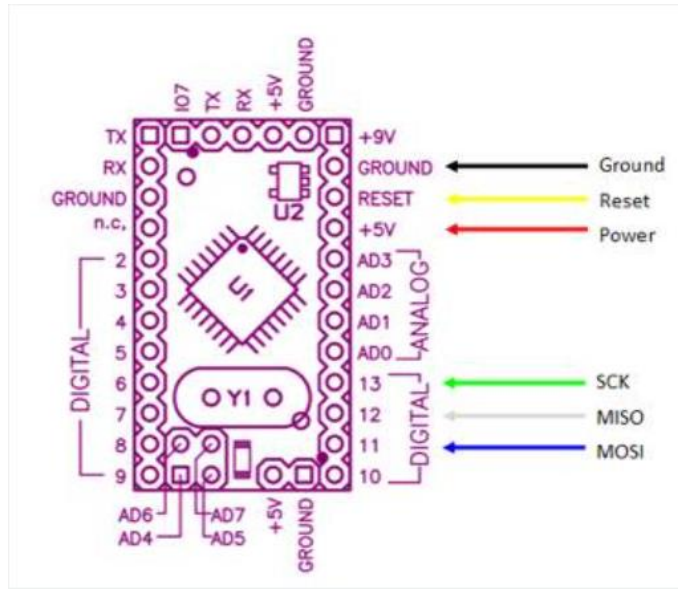 IO7 TX RX +5V GROUND
TX +9V
RX GROUND Ground
GROUND RESET Reset
n.c. +5V Power
U2
2 AD3
3 AD2
4 AD1
5 AD0
DIGITAL ANALOG
U1
6 13 SCK
7 Y1 12 MISO
8 11 MOSI
9 10
DIGITAL
AD6 AD7 +5V GROUND
AD4 AD5